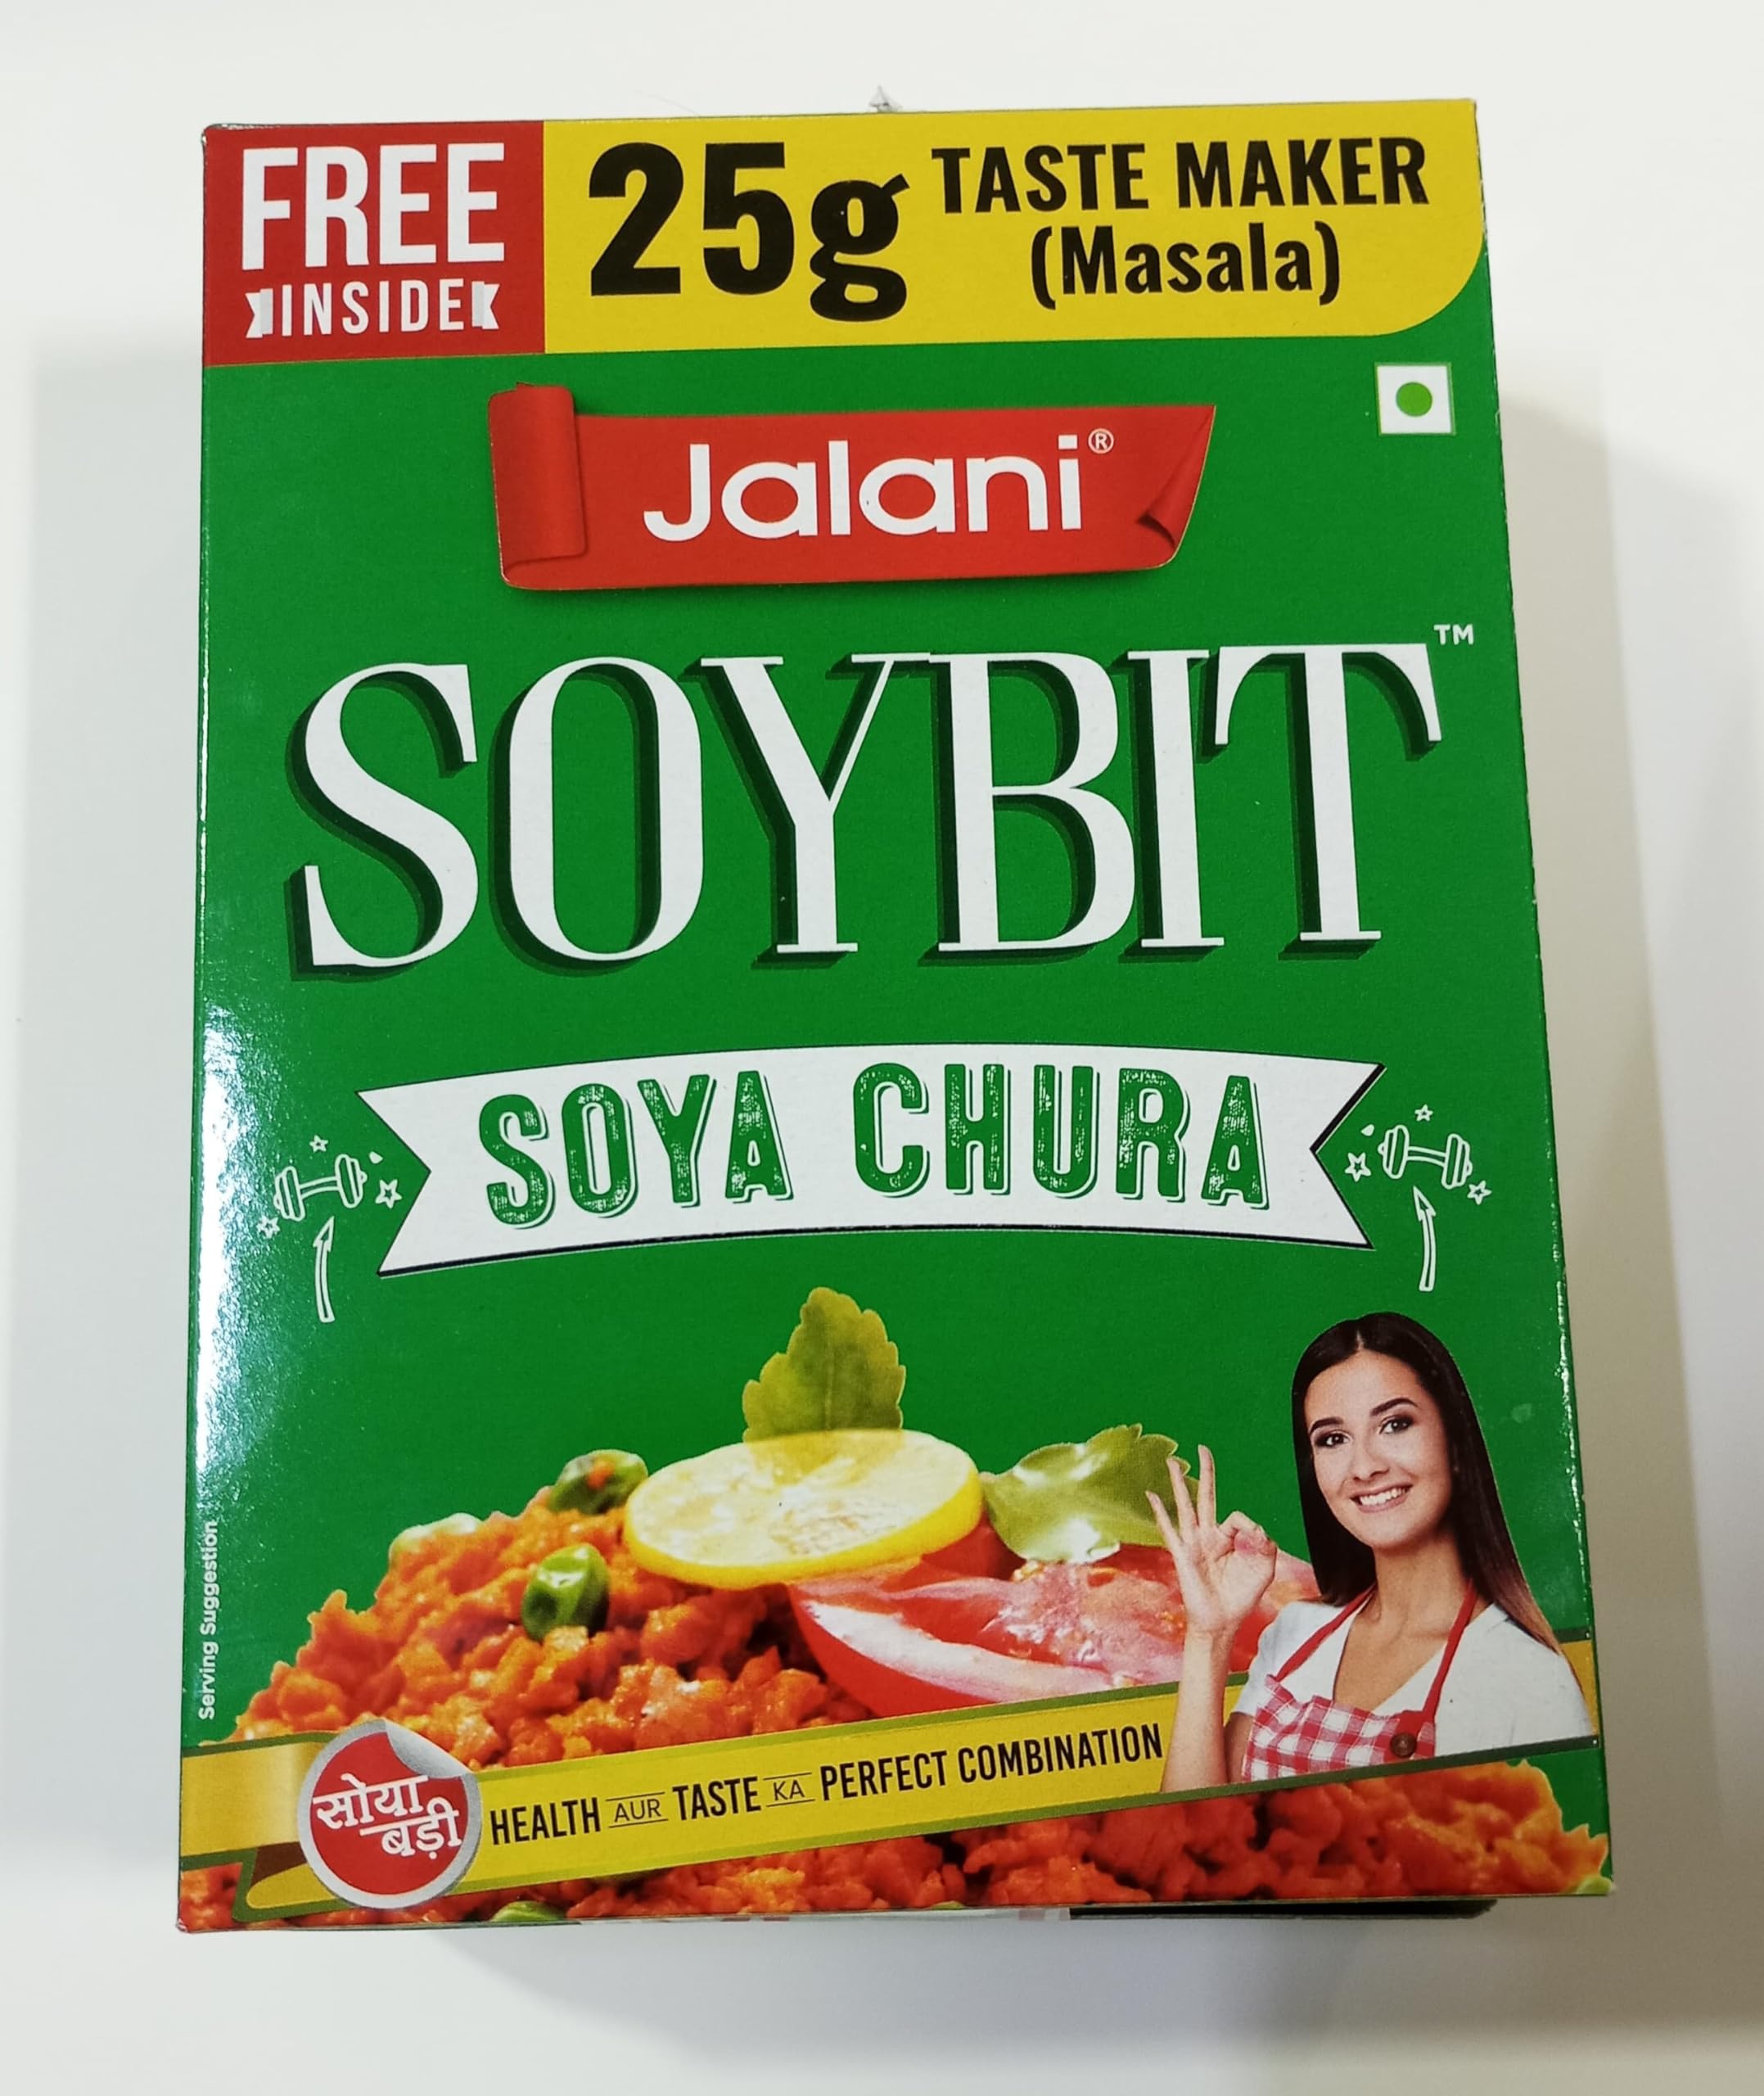 FREE
INSIDE
25g
TASTE MAKER
(Masala)
Jalani®
SOYBIT™
SOYA CHURA
Serving Suggestion
सोया
बड़ी
HEALTH AUR TASTE KA PERFECT COMBINATION